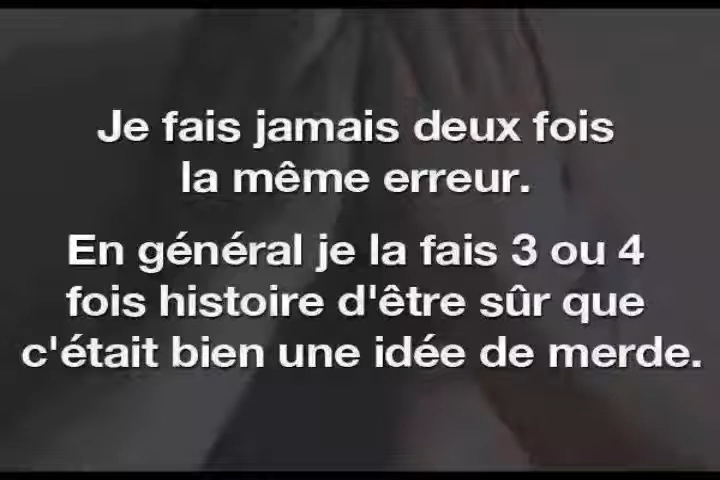 Je fais jamais deux fois
la même erreur.
En général je la fais 3 ou 4
fois histoire d'être sûr que
c'était bien une idée de merde.